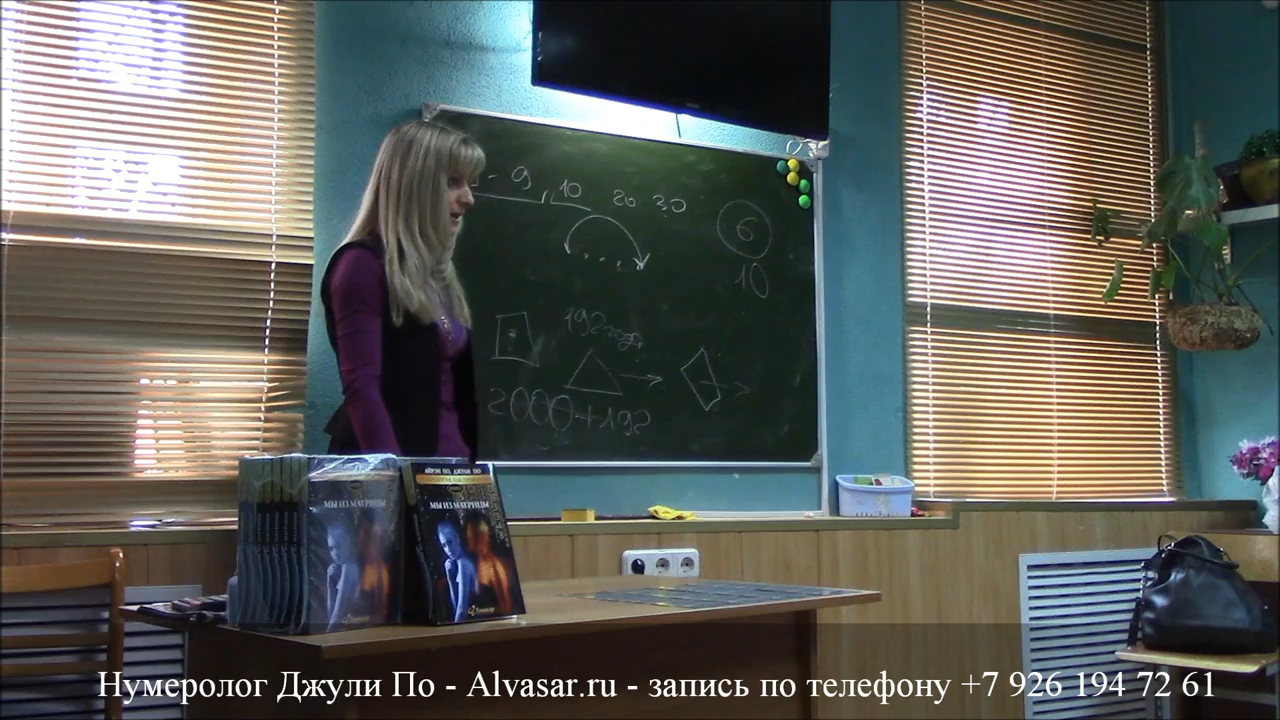 - 9 10 20 30
6
10
192 года
2000+192
АЙРЭН ПО, ДЖУЛИ ПО
МЫ ИЗ МАТРИЦЫ
МЫ ИЗ МАТРИЦЫ
Нумеролог Джули По - Alvasar.ru - запись по телефону +7 926 194 72 61